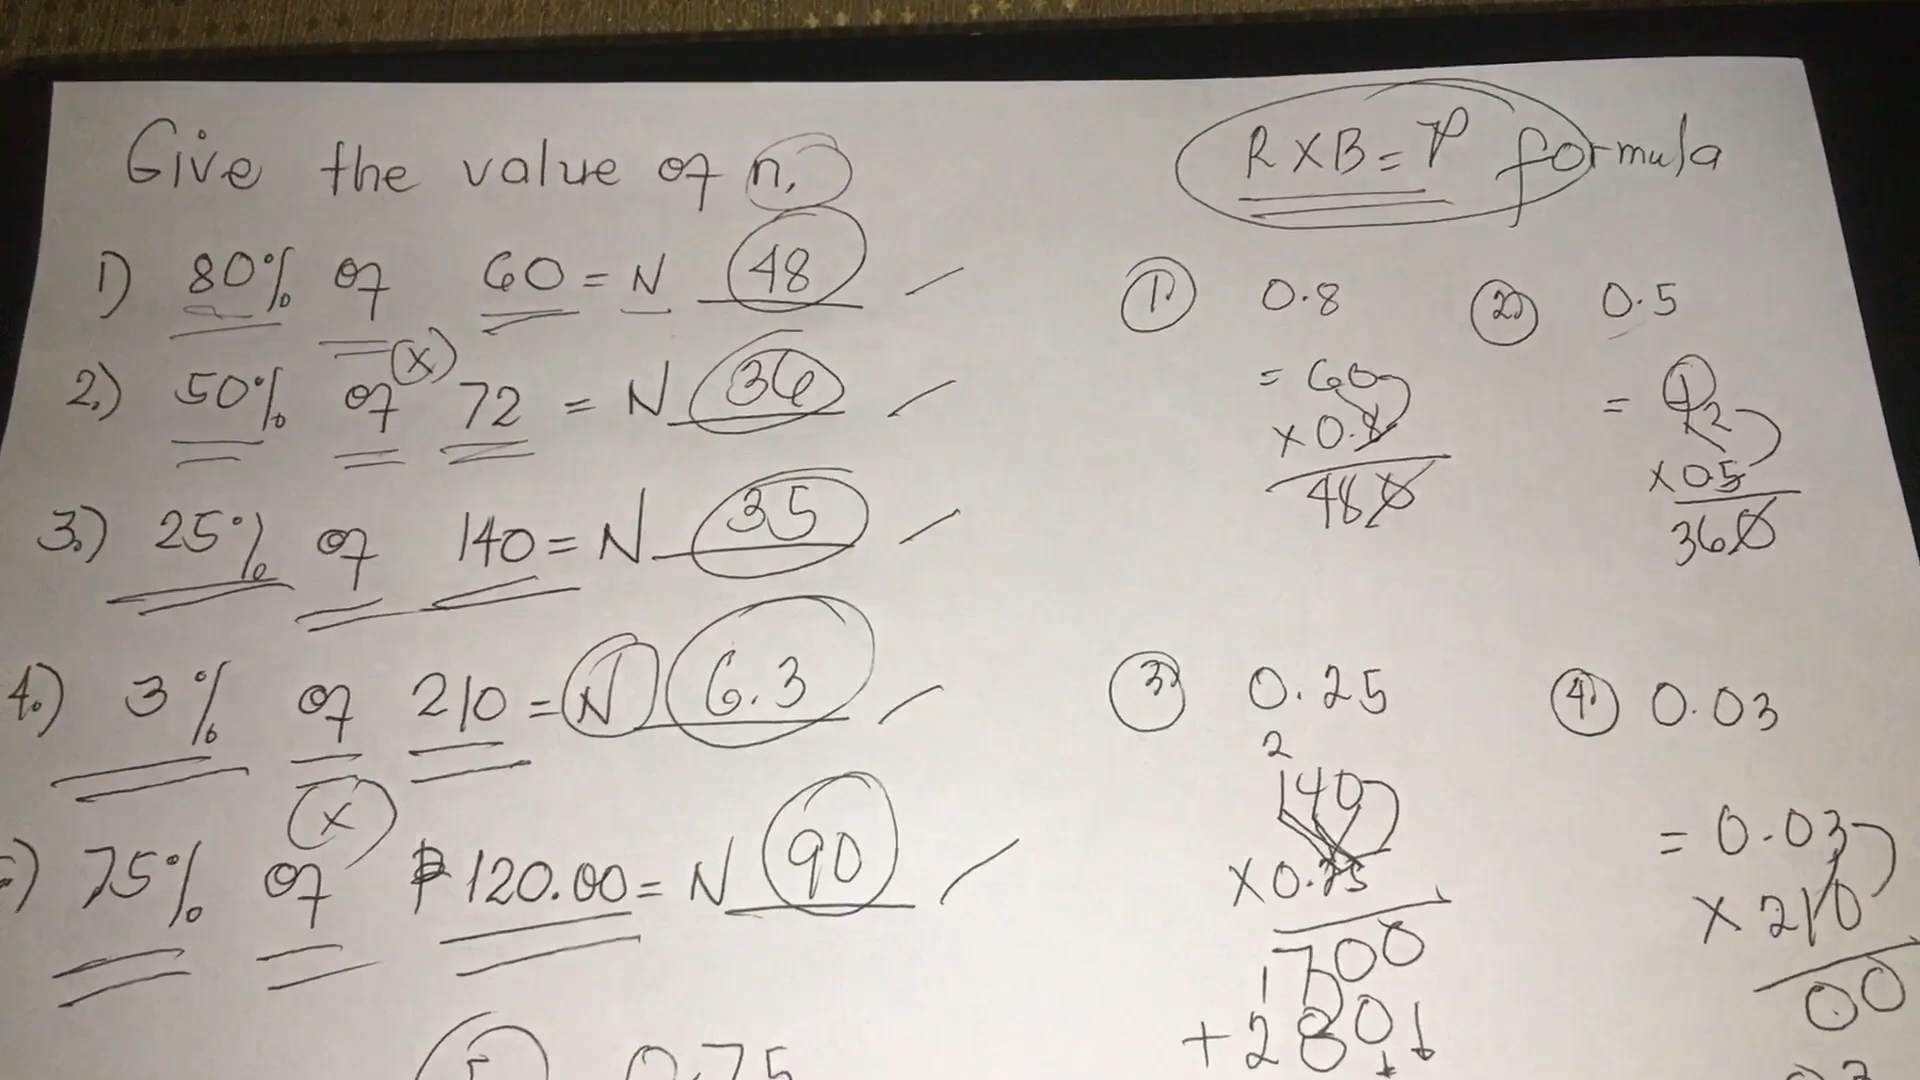 Give the value of n.
R X B = P formula
1) 80% of 60 = N 48
(x)
2.) 50% of 72 = N 36
3.) 25% of 140 = N 35
4.) 3% of 210 = N 6.3
(x)
75% of ₱120.00 = N 90
0.75
1) 0.8
= 60
x 0.8
480
2) 0.5
= 72
x 05
360
3) 0.25
2
140
x 0.25
1
700
+ 280
4) 0.03
= 0.03
x 210
00